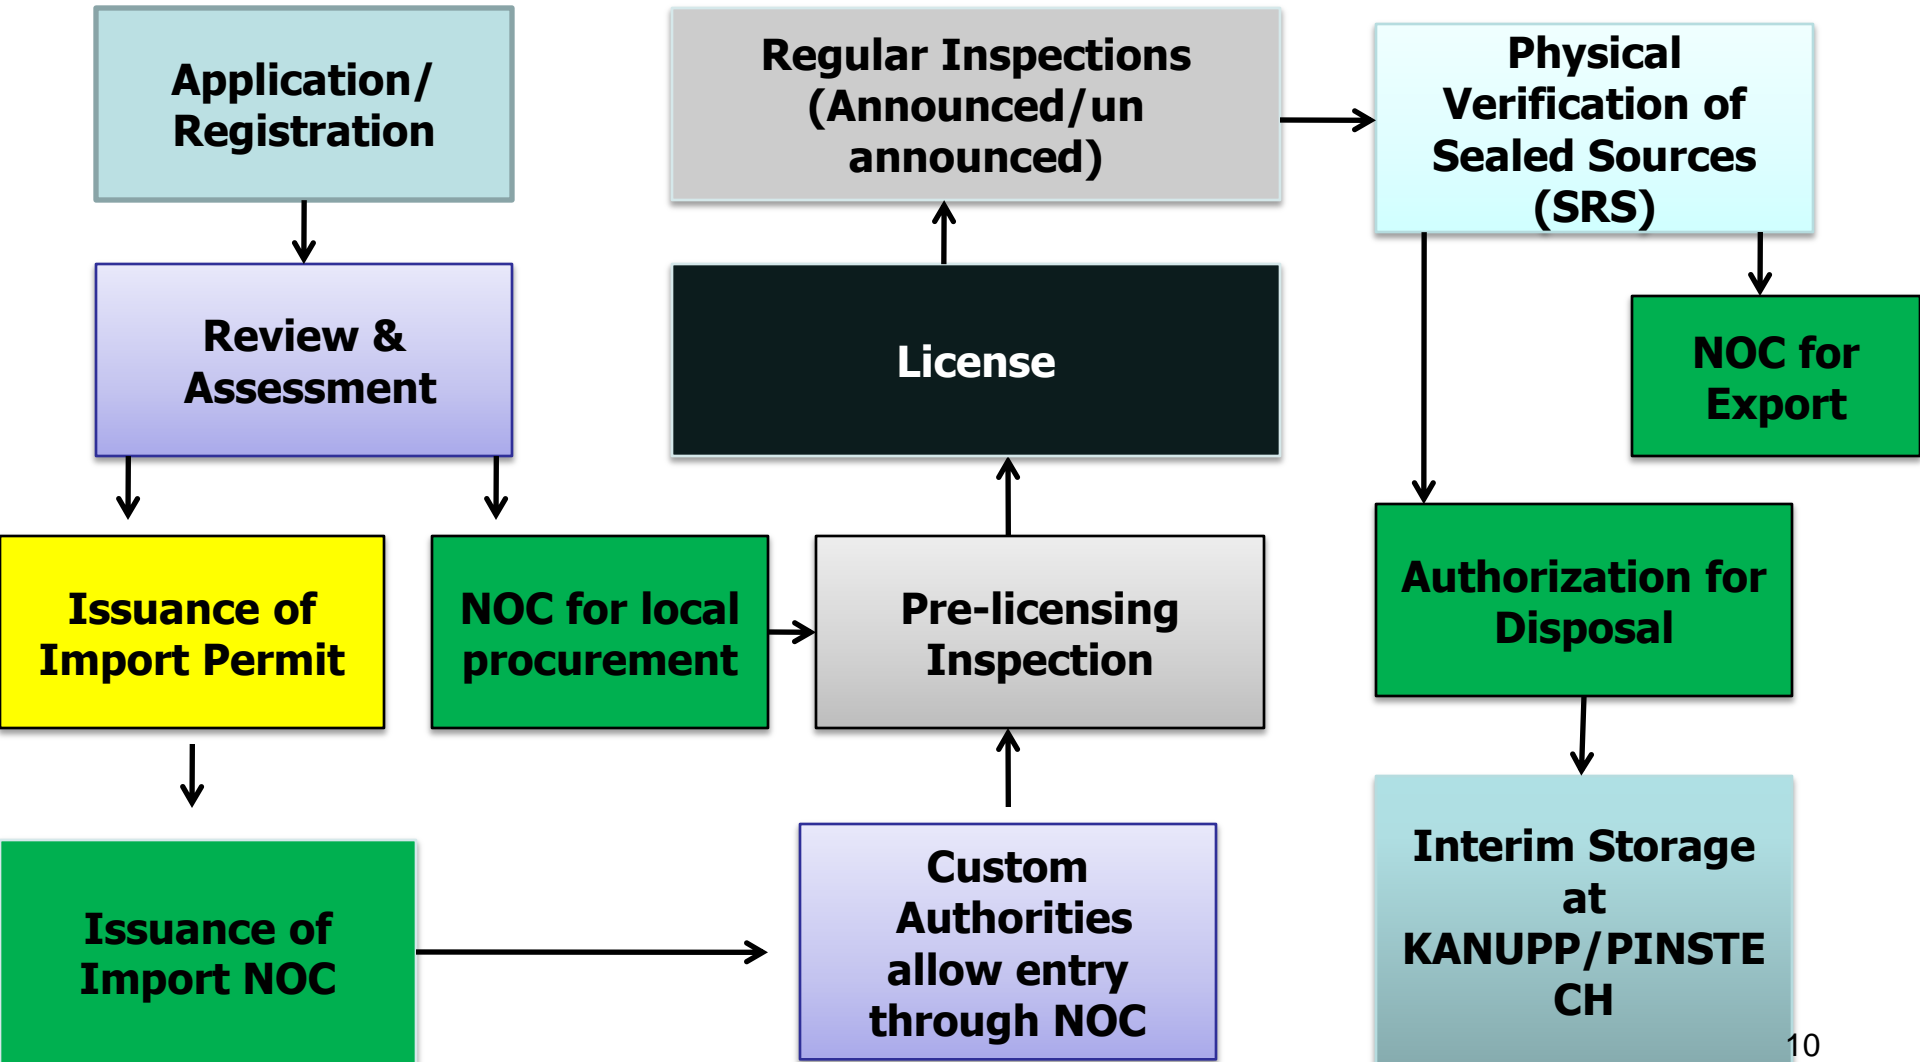 Application/
Registration
Review &
Assessment
Issuance of
Import Permit
NOC for local
procurement
Issuance of
Import NOC
Regular Inspections
(Announced/un
announced)
License
Pre-licensing
Inspection
Custom
Authorities
allow entry
through NOC
Physical
Verification of
Sealed Sources
(SRS)
NOC for
Export
Authorization for
Disposal
Interim Storage
at
KANUPP/PINSTE
CH
10